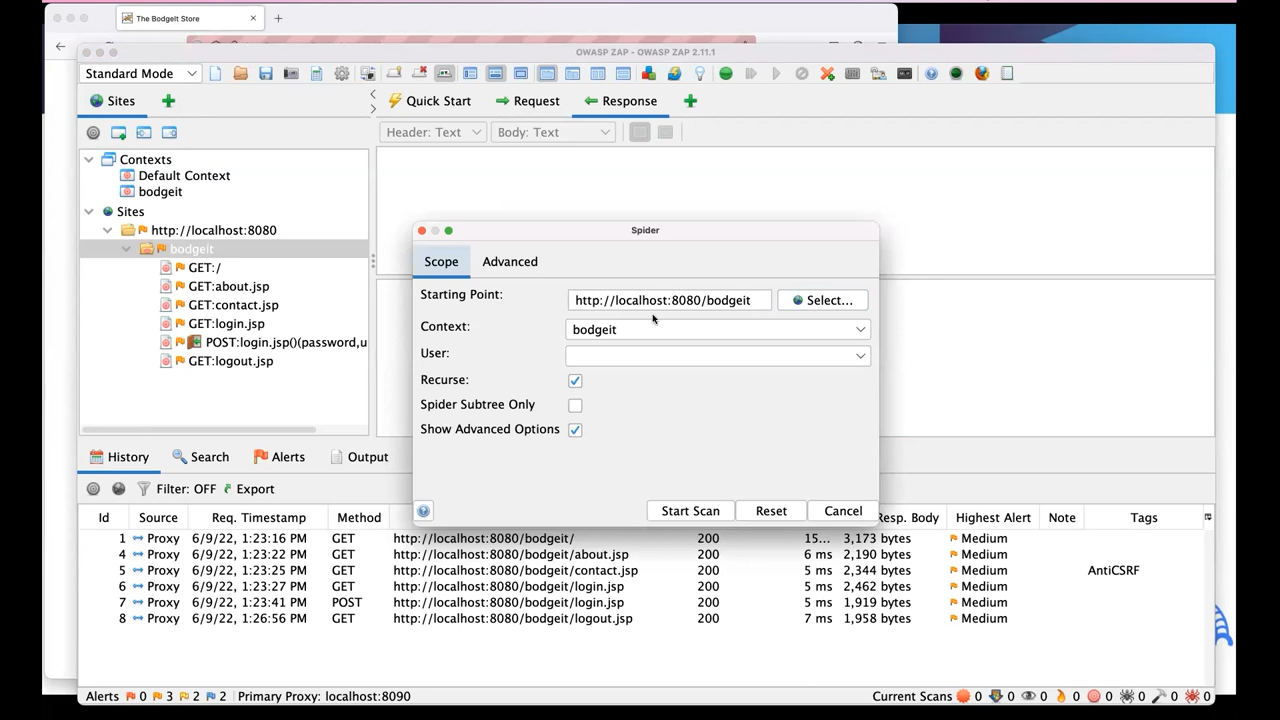 The BodgeIt Store
OWASP ZAP - OWASP ZAP 2.11.1
Standard Mode
Sites
Quick Start
Request
Response
Header: Text
Body: Text
Contexts
Default Context
bodgeit
Sites
http://localhost:8080
bodgeit
GET:/
GET:about.jsp
GET:contact.jsp
GET:login.jsp
POST:login.jsp()(password,u
GET:logout.jsp
Spider
Scope
Advanced
Starting Point:
http://localhost:8080/bodgeit
Select...
Context:
bodgeit
User:
Recurse:
Spider Subtree Only
Show Advanced Options
Start Scan
Reset
Cancel
History
Search
Alerts
Output
Filter: OFF
Export
Id Source Req. Timestamp Method Resp. Body Highest Alert Note Tags
1 Proxy 6/9/22, 1:23:16 PM GET http://localhost:8080/bodgeit/ 200 15... 3,173 bytes Medium
4 Proxy 6/9/22, 1:23:22 PM GET http://localhost:8080/bodgeit/about.jsp 200 6 ms 2,190 bytes Medium
5 Proxy 6/9/22, 1:23:25 PM GET http://localhost:8080/bodgeit/contact.jsp 200 5 ms 2,344 bytes Medium AntiCSRF
6 Proxy 6/9/22, 1:23:27 PM GET http://localhost:8080/bodgeit/login.jsp 200 5 ms 2,462 bytes Medium
7 Proxy 6/9/22, 1:23:41 PM POST http://localhost:8080/bodgeit/login.jsp 200 5 ms 1,919 bytes Medium
8 Proxy 6/9/22, 1:26:56 PM GET http://localhost:8080/bodgeit/logout.jsp 200 7 ms 1,958 bytes Medium
Alerts 0 3 2 2 Primary Proxy: localhost:8090
Current Scans 0 0 0 0 0 0 0 0